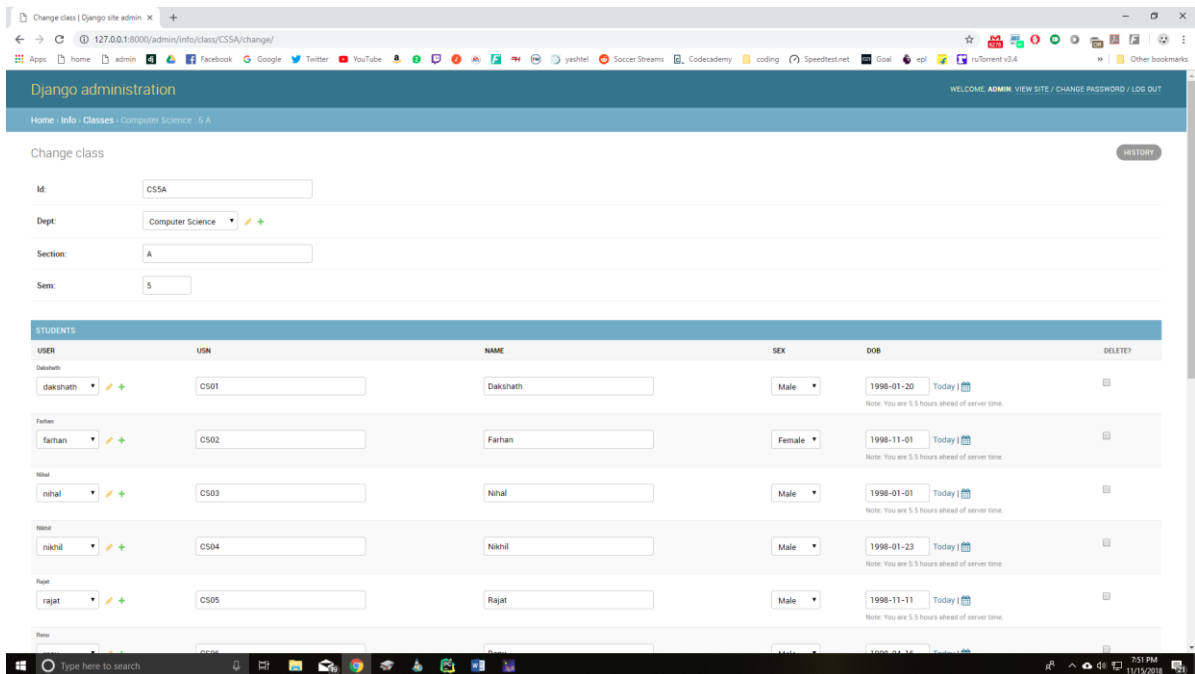 Change class | Django site admin
127.0.0.1:8000/admin/info/class/CS5A/change/
Apps home admin dj Facebook G Google Twitter YouTube yashtel Soccer Streams Codecademy coding Speedtest.net Goal epl ruTorrent v3.4 » Other bookmarks
Django administration WELCOME, ADMIN. VIEW SITE / CHANGE PASSWORD / LOG OUT
Home › Info › Classes › Computer Science : 5 A
Change class HISTORY
Id: CS5A
Dept: Computer Science
Section: A
Sem: 5
STUDENTS
USER USN NAME SEX DOB DELETE?
Dakshath
dakshath CS01 Dakshath Male 1998-01-20 Today |
Note: You are 5.5 hours ahead of server time.
Farhan
farhan CS02 Farhan Female 1998-11-01 Today |
Note: You are 5.5 hours ahead of server time.
Nihal
nihal CS03 Nihal Male 1998-01-01 Today |
Note: You are 5.5 hours ahead of server time.
Nikhil
nikhil CS04 Nikhil Male 1998-01-23 Today |
Note: You are 5.5 hours ahead of server time.
Rajat
rajat CS05 Rajat Male 1998-11-11 Today |
Note: You are 5.5 hours ahead of server time.
Renu
Type here to search 7:51 PM
11/15/2018